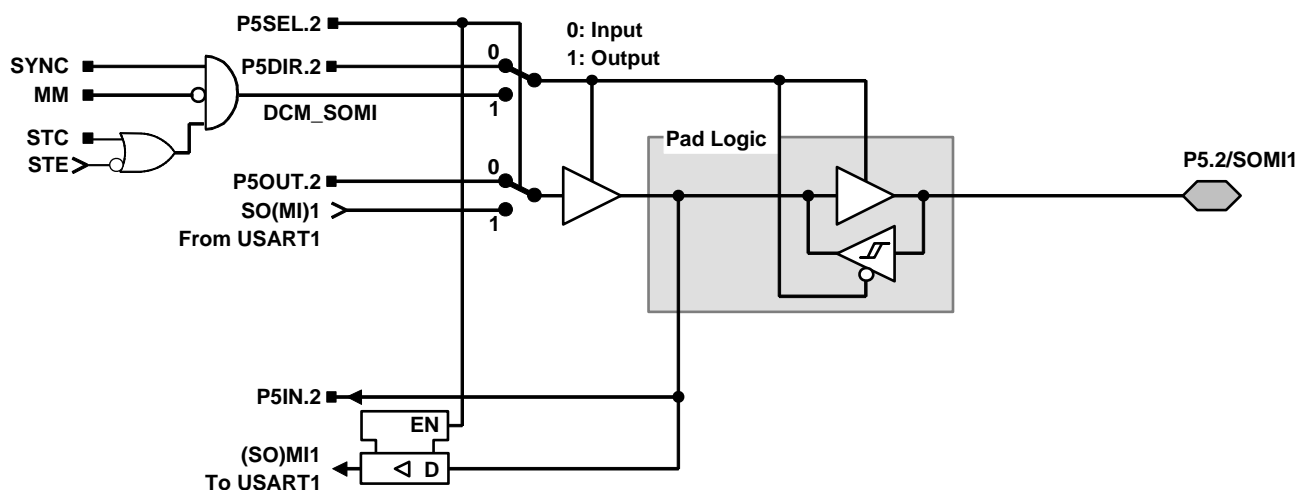 P5SEL.2
0: Input
1: Output
SYNC
P5DIR.2
0
MM
1
DCM_SOMI
STC
STE
Pad Logic
P5.2/SOMI1
P5OUT.2
0
SO(MI)1
1
From USART1
P5IN.2
EN
(SO)MI1
D
To USART1